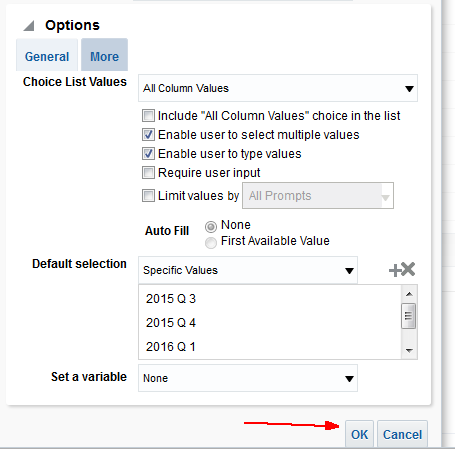 Options
General More
Choice List Values All Column Values
Include "All Column Values" choice in the list
Enable user to select multiple values
Enable user to type values
Require user input
Limit values by All Prompts
Auto Fill None
First Available Value
Default selection Specific Values
2015 Q 3
2015 Q 4
2016 Q 1
Set a variable None
OK Cancel